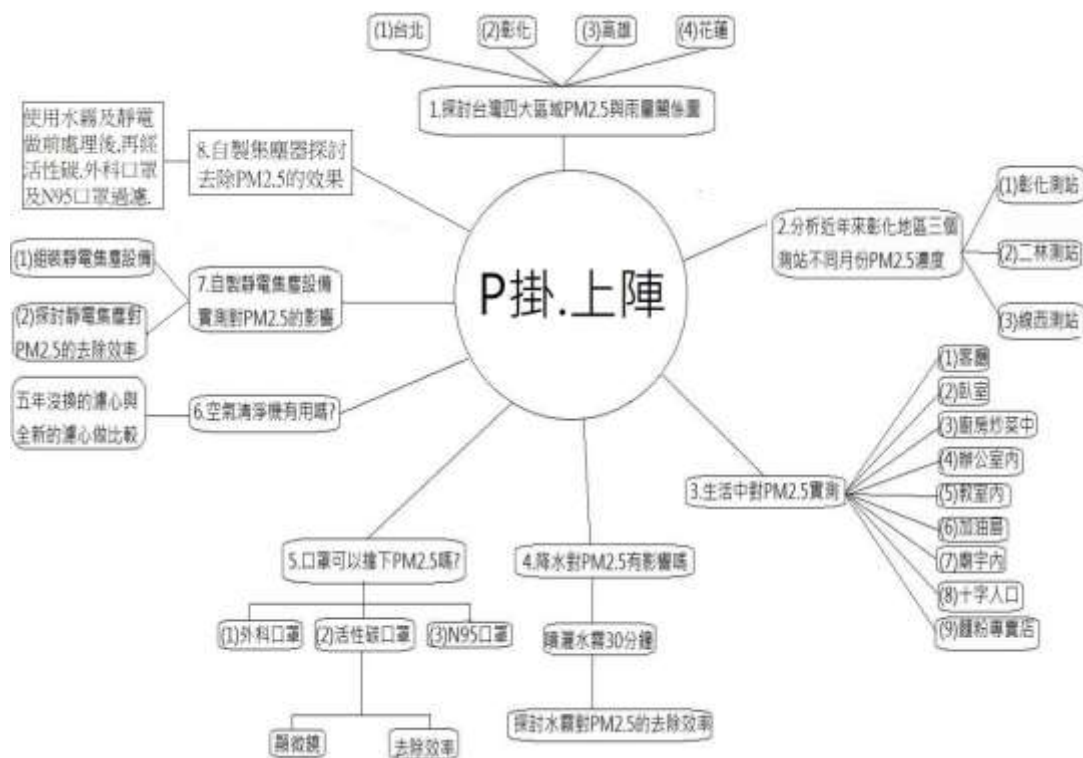 (1)台北
(2)彰化
(3)高雄
(4)花蓮
1.探討台灣四大區域PM2.5與雨量關係圖
使用水霧及靜電
做前處理後,再經
活性碳.外科口罩
及N95口罩過濾.
8.自製集塵器探討
去除PM2.5的效果
P掛.上陣
2.分析近年來彰化地區三個
測站不同月份PM2.5濃度
(1)彰化測站
(2)二林測站
(3)線西測站
(1)組裝靜電集塵設備
(2)探討靜電集塵對
PM2.5的去除效率
7.自製靜電集塵設備
實測對PM2.5的影響
五年沒換的濾心與
全新的濾心做比較
6.空氣清淨機有用嗎?
3.生活中對PM2.5實測
(1)客廳
(2)臥室
(3)廚房炒菜中
(4)辦公室內
(5)教室內
(6)加油層
(7)廟宇內
(8)十字入口
(9)麵粉專賣店
5.口罩可以擋下PM2.5嗎?
(1)外科口罩
(2)活性碳口罩
(3)N95口罩
顯微鏡
去除效率
4.降水對PM2.5有影響嗎
噴灑水霧30分鐘
探討水霧對PM2.5的去除效率